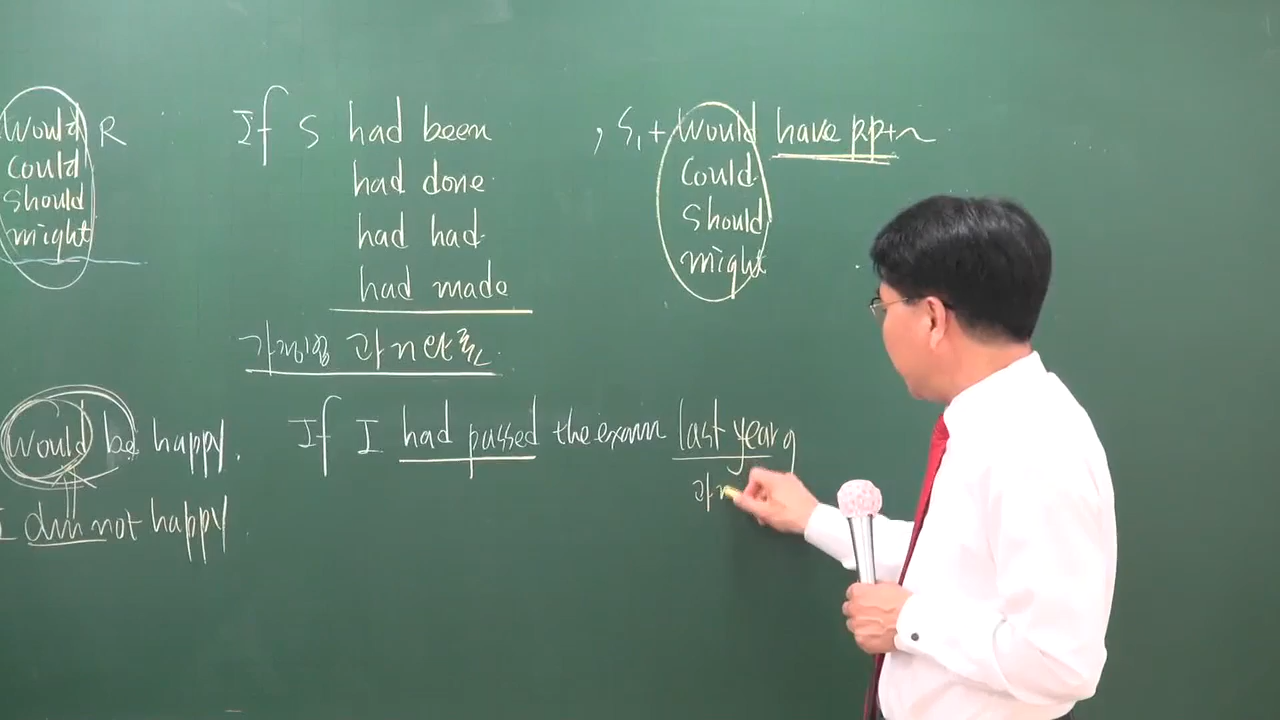 would R If S had been , S₁ + would have pp+~
could had done could
should had had should
might had made might
가정법 과거완료
would be happy. If I had passed the exam last year,
과거
I am not happy.